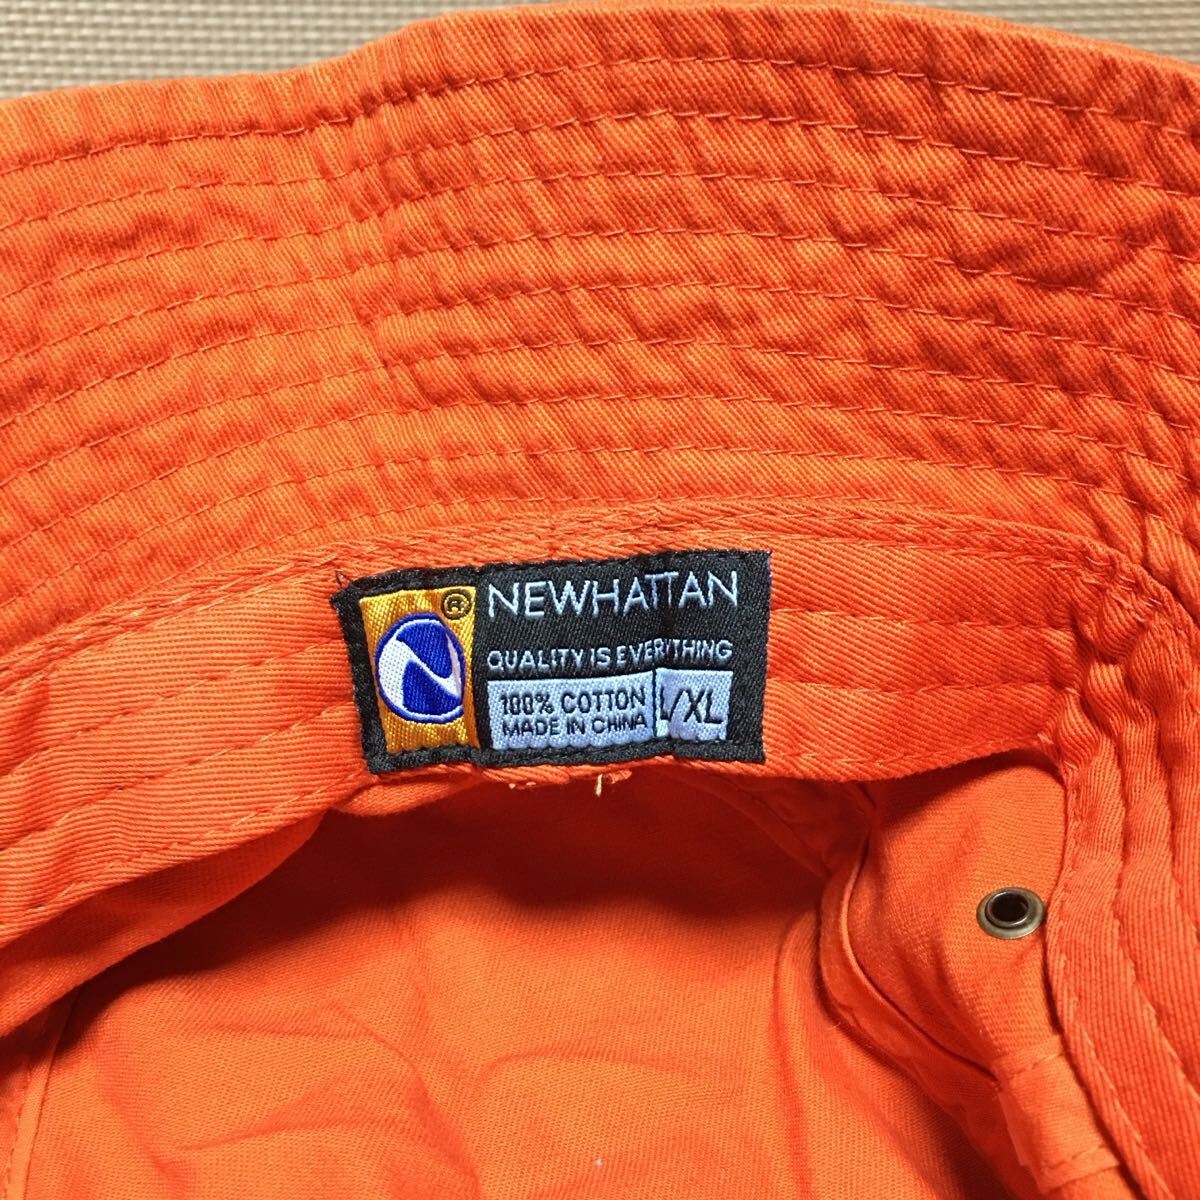 ® NEWHATTAN
QUALITY IS EVERYTHING
100% COTTON
MADE IN CHINA
L/XL